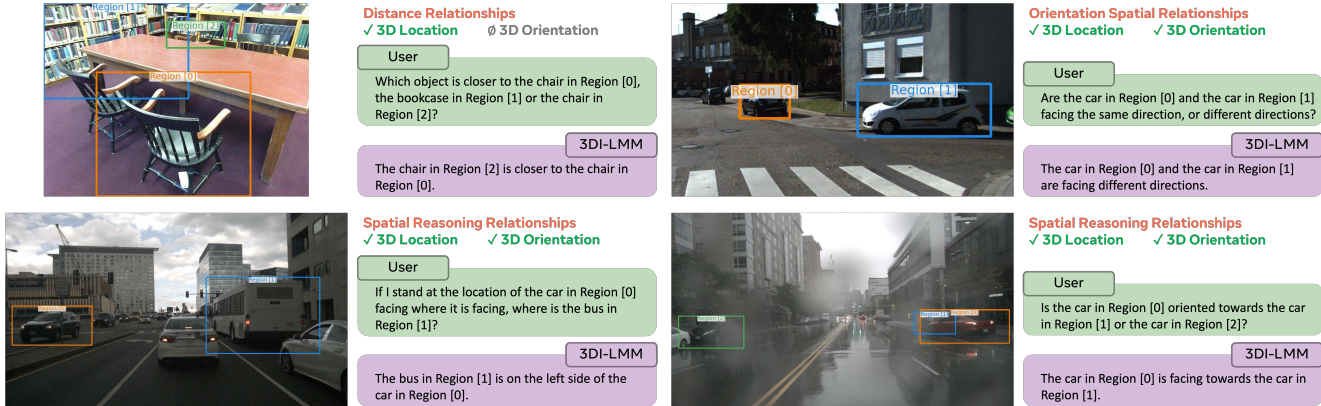 Region [1]
Region [2]
Region [0]
Distance Relationships
✓ 3D Location Ø 3D Orientation
User
Which object is closer to the chair in Region [0],
the bookcase in Region [1] or the chair in
Region [2]?
3DI-LMM
The chair in Region [2] is closer to the chair in
Region [0].
Region [0]
Region [1]
Orientation Spatial Relationships
✓ 3D Location ✓ 3D Orientation
User
Are the car in Region [0] and the car in Region [1]
facing the same direction, or different directions?
3DI-LMM
The car in Region [0] and the car in Region [1]
are facing different directions.
Region [0]
Region [1]
Spatial Reasoning Relationships
✓ 3D Location ✓ 3D Orientation
User
If I stand at the location of the car in Region [0]
facing where it is facing, where is the bus in
Region [1]?
3DI-LMM
The bus in Region [1] is on the left side of the
car in Region [0].
Region [2]
Region [1]
Region [0]
Spatial Reasoning Relationships
✓ 3D Location ✓ 3D Orientation
User
Is the car in Region [0] oriented towards the car
in Region [1] or the car in Region [2]?
3DI-LMM
The car in Region [0] is facing towards the car in
Region [1].